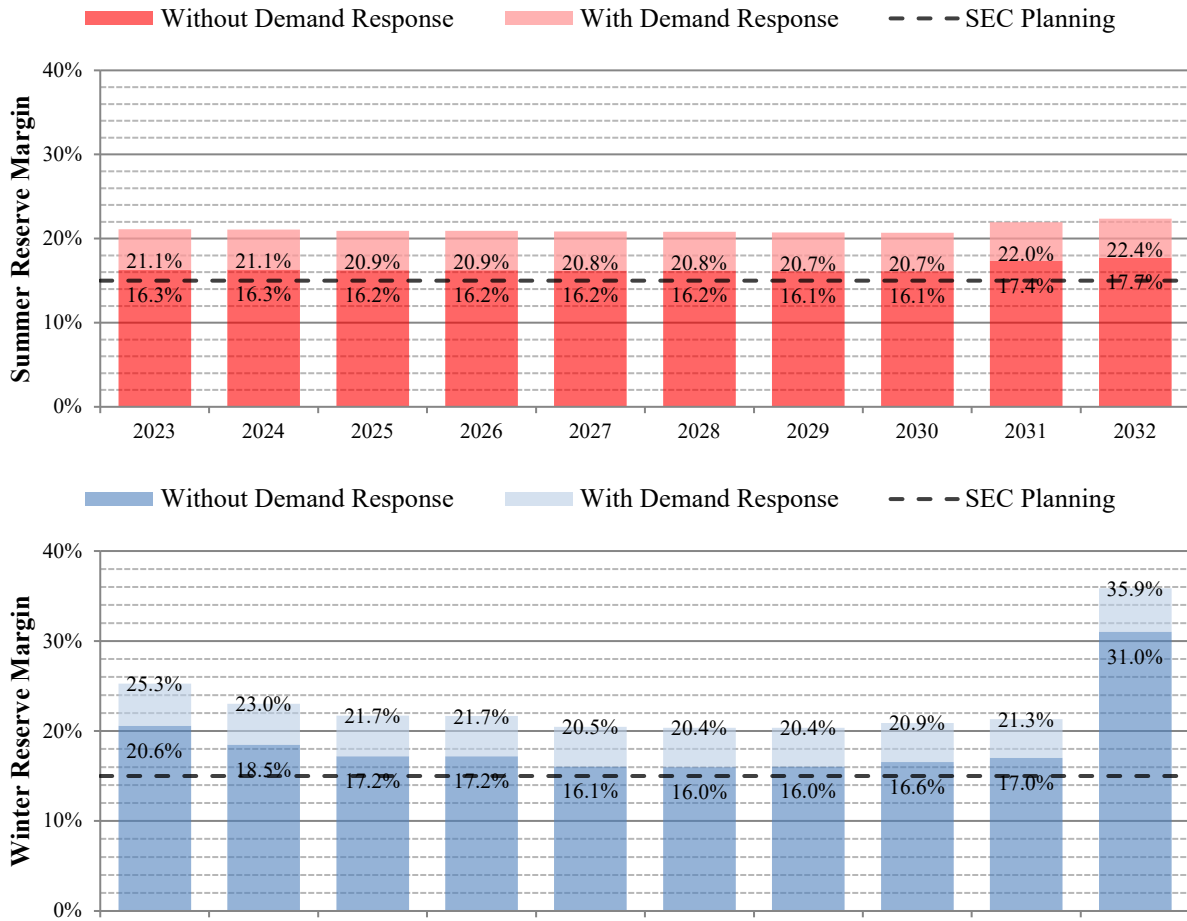 Without Demand Response With Demand Response SEC Planning
Summer Reserve Margin
40%
30%
20%
10%
0%
21.1% 21.1% 20.9% 20.9% 20.8% 20.8% 20.7% 20.7% 22.0% 22.4%
16.3% 16.3% 16.2% 16.2% 16.2% 16.2% 16.1% 16.1% 17.4% 17.7%
2023 2024 2025 2026 2027 2028 2029 2030 2031 2032
Without Demand Response With Demand Response SEC Planning
Winter Reserve Margin
40%
30%
20%
10%
0%
25.3% 23.0% 21.7% 21.7% 20.5% 20.4% 20.4% 20.9% 21.3% 35.9%
20.6% 18.5% 17.2% 17.2% 16.1% 16.0% 16.0% 16.6% 17.0% 31.0%